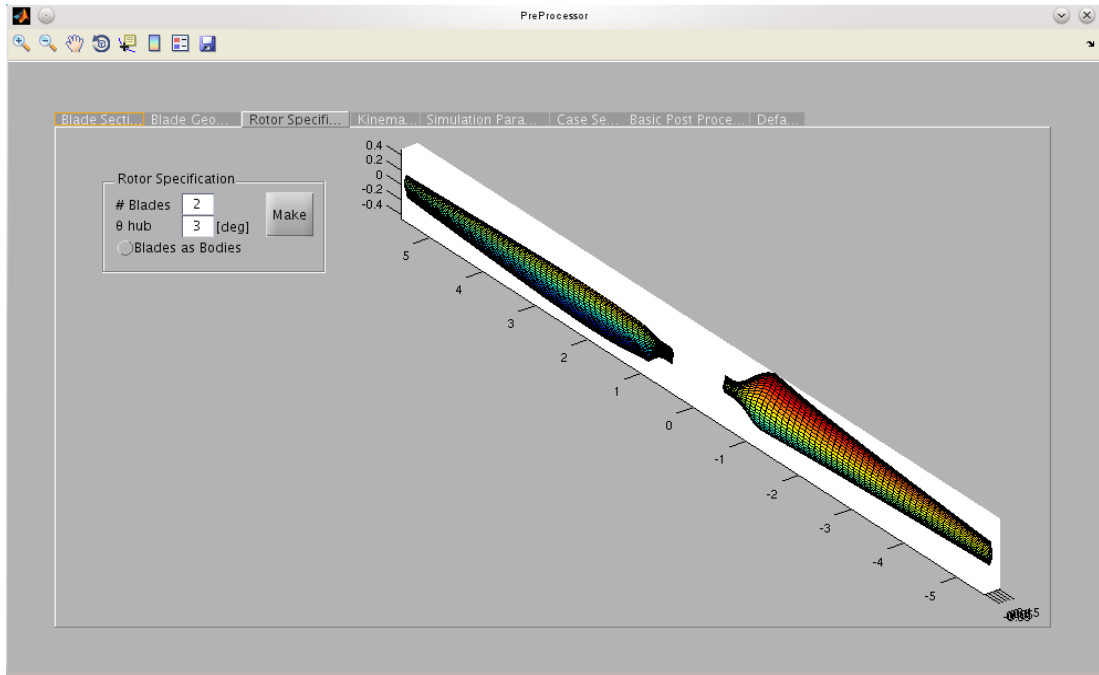 PreProcessor
Blade Secti... Blade Geo... Rotor Specifi... Kinema... Simulation Para... Case Se... Basic Post Proce... Defa...
Rotor Specification
# Blades 2
θ hub 3 [deg]
Make
Blades as Bodies
0.4
0.2
0
-0.2
-0.4
5
4
3
2
1
0
-1
-2
-3
-4
-5